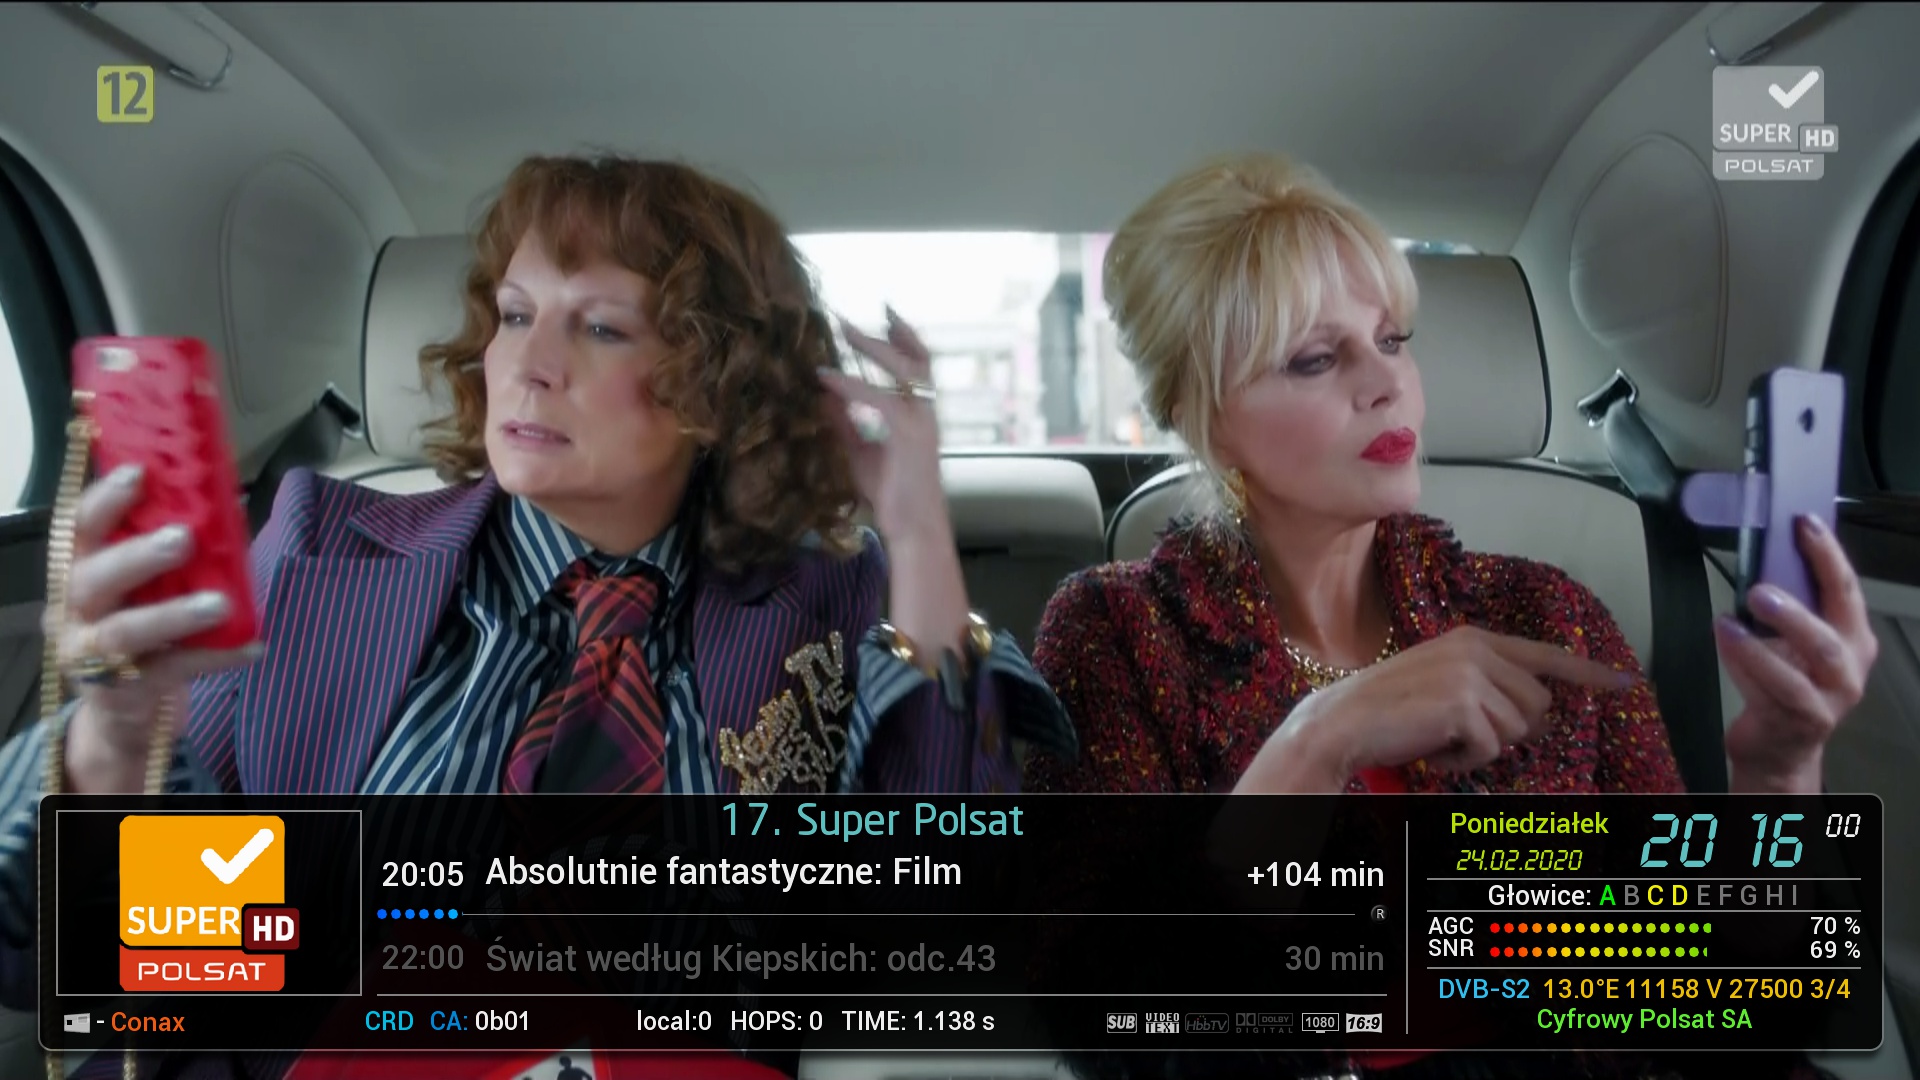 12
SUPER HD
POLSAT
17. Super Polsat
SUPER HD
POLSAT
20:05 Absolutnie fantastyczne: Film +104 min
R
22:00 Świat według Kiepskich: odc.43 30 min
- Conax
CRD CA: 0b01 local:0 HOPS: 0 TIME: 1.138 s
SUB VIDEO TEXT HbbTV DOLBY DIGITAL 1080 16:9
Poniedziałek
24.02.2020
20 16 00
Głowice: A B C D E F G H I
AGC 70 %
SNR 69 %
DVB-S2 13.0°E 11158 V 27500 3/4
Cyfrowy Polsat SA